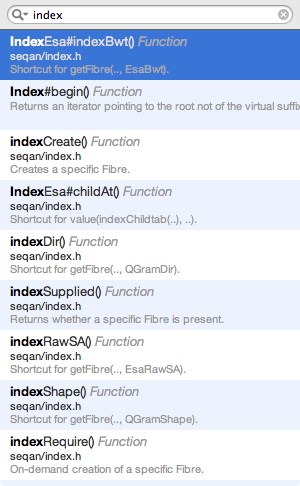 index
IndexEsa#indexBwt() Function
seqan/index.h
Shortcut for getFibre(.., EsaBwt).
Index#begin() Function
Returns an iterator pointing to the root not of the virtual suffix
indexCreate() Function
seqan/index.h
Creates a specific Fibre.
IndexEsa#childAt() Function
seqan/index.h
Shortcut for value(indexChildtab(..), ..).
indexDir() Function
seqan/index.h
Shortcut for getFibre(.., QGramDir).
indexSupplied() Function
seqan/index.h
Returns whether a specific Fibre is present.
indexRawSA() Function
seqan/index.h
Shortcut for getFibre(.., EsaRawSA).
indexShape() Function
seqan/index.h
Shortcut for getFibre(.., QGramShape).
indexRequire() Function
seqan/index.h
On-demand creation of a specific Fibre.